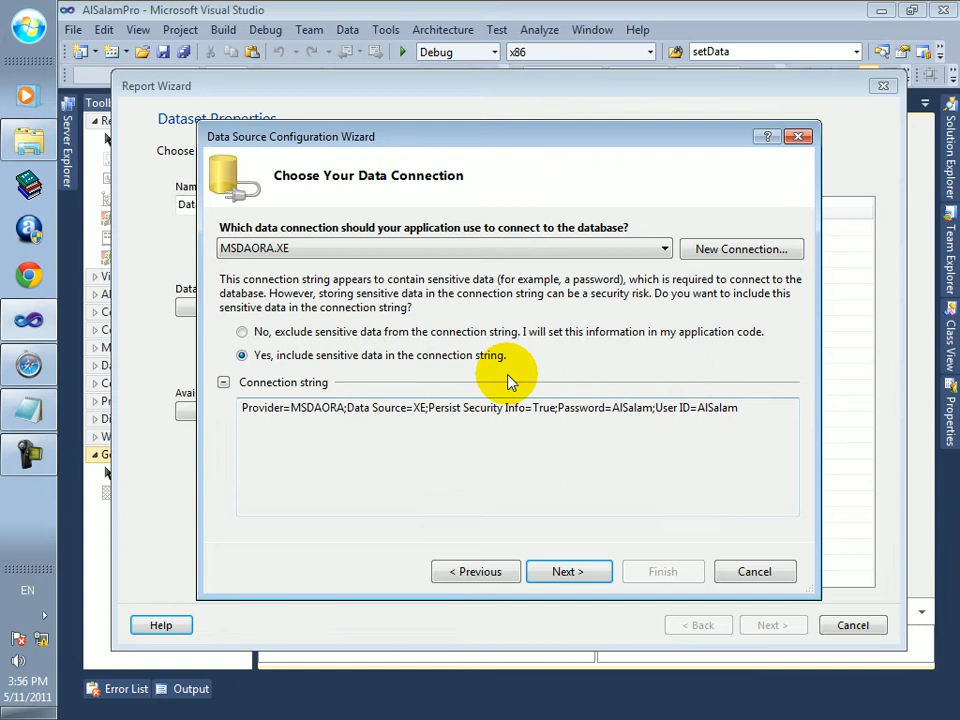 AlSalamPro - Microsoft Visual Studio
File Edit View Project Build Debug Team Data Tools Architecture Test Analyze Window Help
Debug x86 setData
Report Wizard
Toolb
Server Explorer
Solution Explorer
Team Explorer
Class View
Properties
Dataset Properties
Choose
Data Source Configuration Wizard
Choose Your Data Connection
Which data connection should your application use to connect to the database?
MSDAORA.XE
New Connection...
This connection string appears to contain sensitive data (for example, a password), which is required to connect to the
database. However, storing sensitive data in the connection string can be a security risk. Do you want to include this
sensitive data in the connection string?
No, exclude sensitive data from the connection string. I will set this information in my application code.
Yes, include sensitive data in the connection string.
Connection string
Provider=MSDAORA;Data Source=XE;Persist Security Info=True;Password=AlSalam;User ID=AlSalam
< Previous Next > Finish Cancel
Help < Back Next > Cancel
EN
3:56 PM
5/11/2011
Error List Output